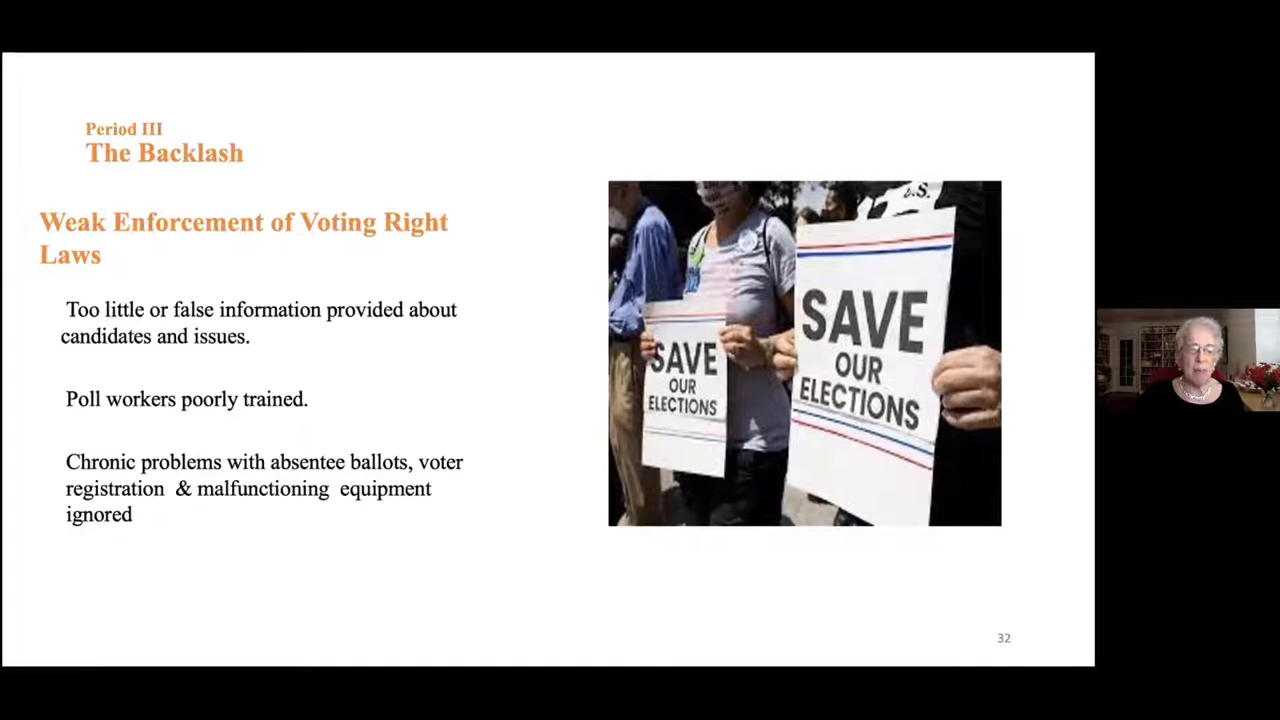 Period III
The Backlash
Weak Enforcement of Voting Right
Laws
Too little or false information provided about
candidates and issues.
Poll workers poorly trained.
Chronic problems with absentee ballots, voter
registration & malfunctioning equipment
ignored
SAVE
OUR
ELECTIONS
SAVE
OUR
ELECTIONS
32